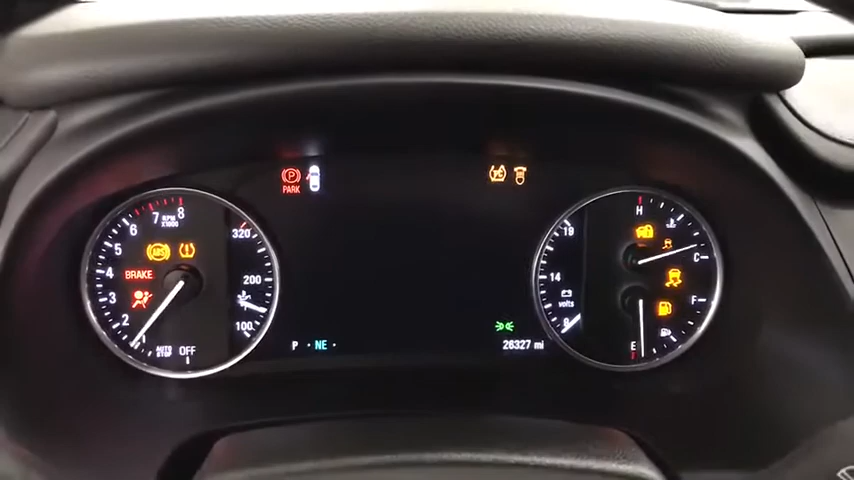 PARK
7 RPM 8
X1000
6
5
4
3
2
1
ABS
BRAKE
AUTO STOP
OFF
320
200
100
P NE
26327 mi
19
14
volts
9
H
C
F
E